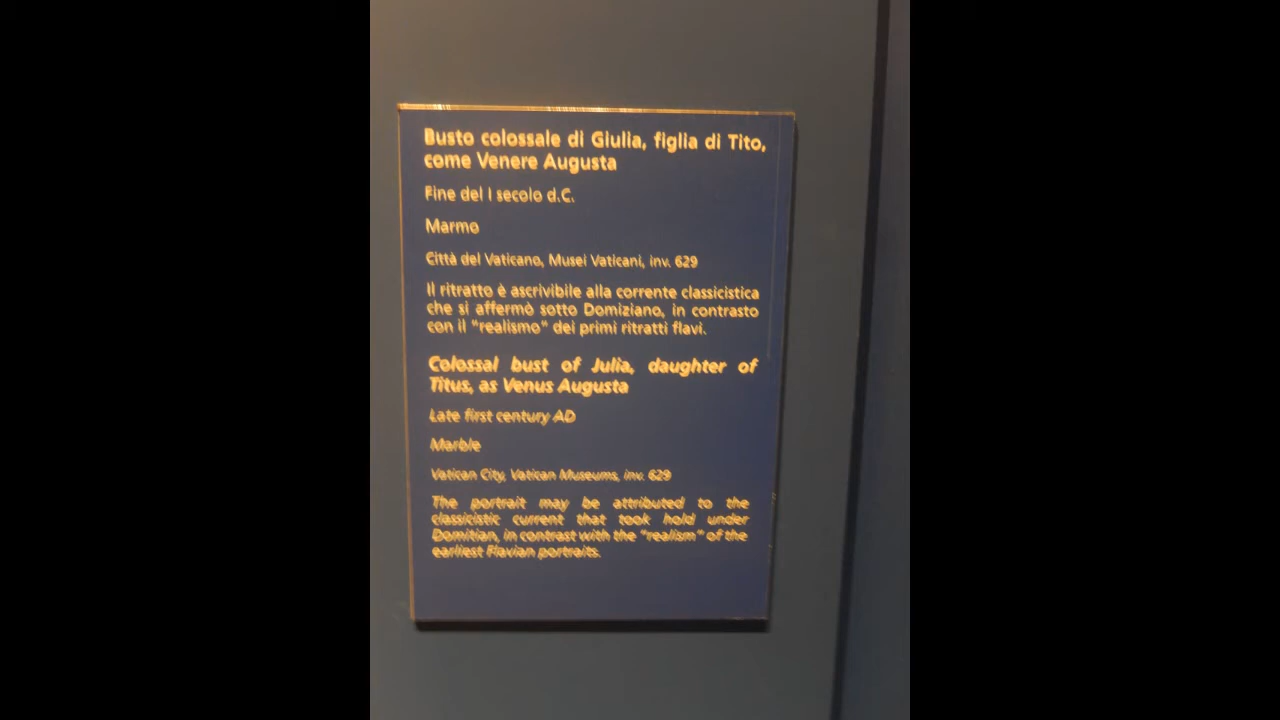 Busto colossale di Giulia, figlia di Tito,
come Venere Augusta
Fine del I secolo d.C.
Marmo
Città del Vaticano, Musei Vaticani, inv. 629
Il ritratto è ascrivibile alla corrente classicistica
che si affermò sotto Domiziano, in contrasto
con il "realismo" dei primi ritratti flavi.
Colossal bust of Julia, daughter of
Titus, as Venus Augusta
Late first century AD
Marble
Vatican City, Vatican Museums, inv. 629
The portrait may be attributed to the
classicistic current that took hold under
Domitian, in contrast with the "realism" of the
earliest Flavian portraits.